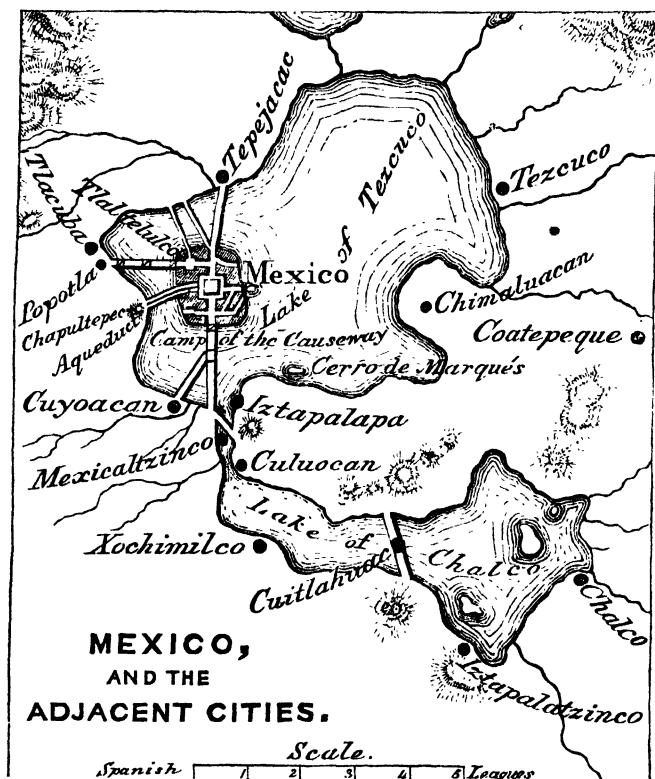 Tepejacac
Tlacuba
Tlaltelulco
Tezcuco
Lake of Tezcuco
Popotla
Mexico
Chapultepec
Aqueduct
Chimaluacan
Coatepeque
Camp of the Causeway
Cerro de Marqués
Cuyoacan
Iztapalapa
Mexicaltzinco
Culuocan
Lake of
Chalco
Xochimilco
Cuitlahuac
Chalco
Iztapalatzinco
MEXICO,
AND THE
ADJACENT CITIES.
Scale.
Spanish 1 2 3 4 5 Leagues